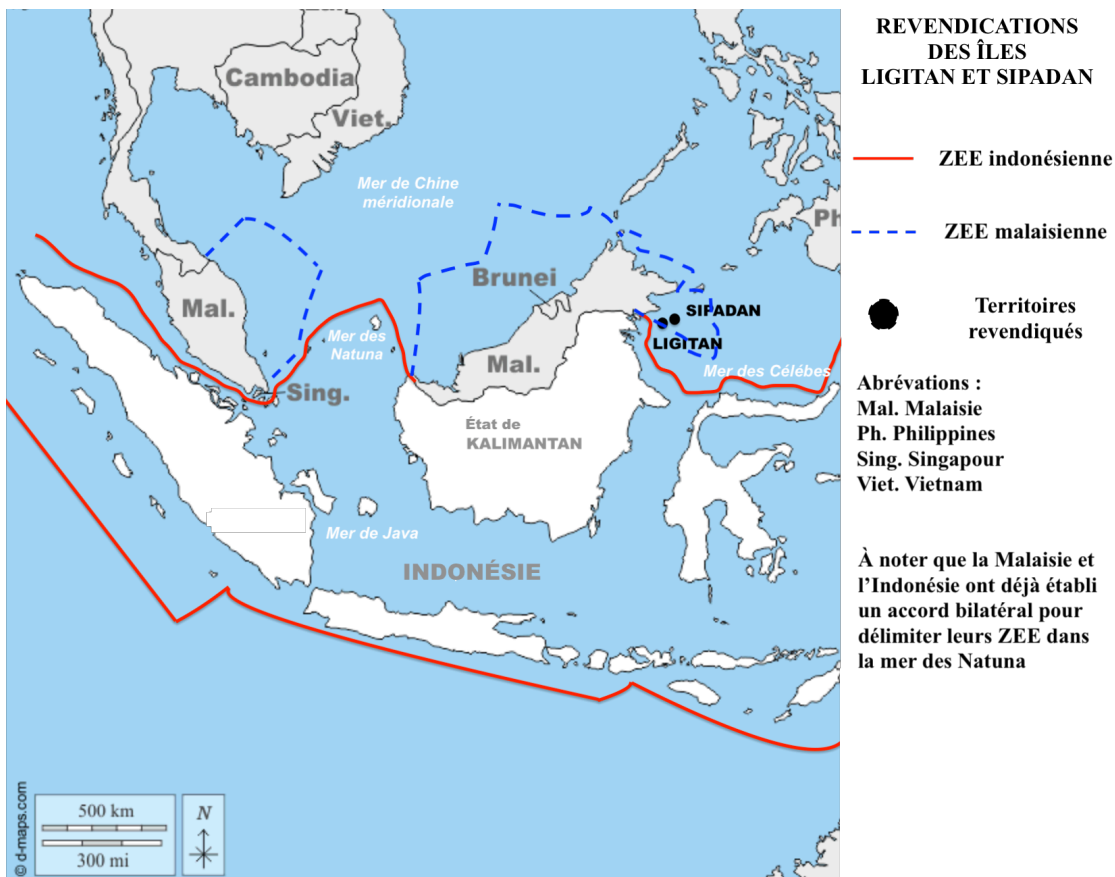 REVENDICATIONS
DES ÎLES
LIGITAN ET SIPADAN
ZEE indonésienne
ZEE malaisienne
Territoires
revendiqués
Abrévations :
Mal. Malaisie
Ph. Philippines
Sing. Singapour
Viet. Vietnam
À noter que la Malaisie et
l'Indonésie ont déjà établi
un accord bilatéral pour
délimiter leurs ZEE dans
la mer des Natuna
Cambodia
Viet.
Mer de Chine
méridionale
Ph
Brunei
Mal.
SIPADAN
LIGITAN
Mer des
Natuna
Mal.
Mer des Célèbes
Sing.
État de
KALIMANTAN
Mer de Java
INDONÉSIE
500 km
300 mi
N
© d-maps.com